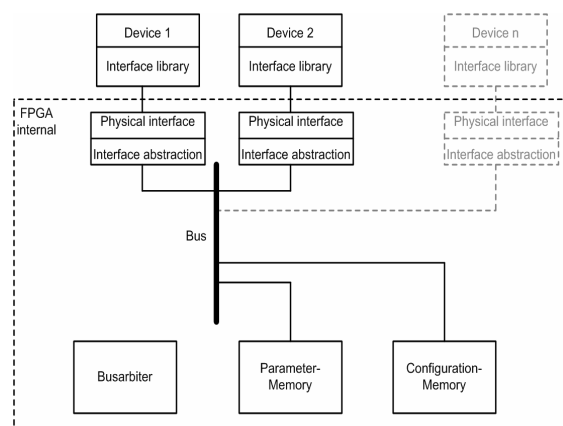 Device 1
Device 2
Device n
Interface library
Interface library
Interface library
FPGA
internal
Physical interface
Physical interface
Physical interface
Interface abstraction
Interface abstraction
Interface abstraction
Bus
Busarbiter
Parameter-
Memory
Configuration-
Memory